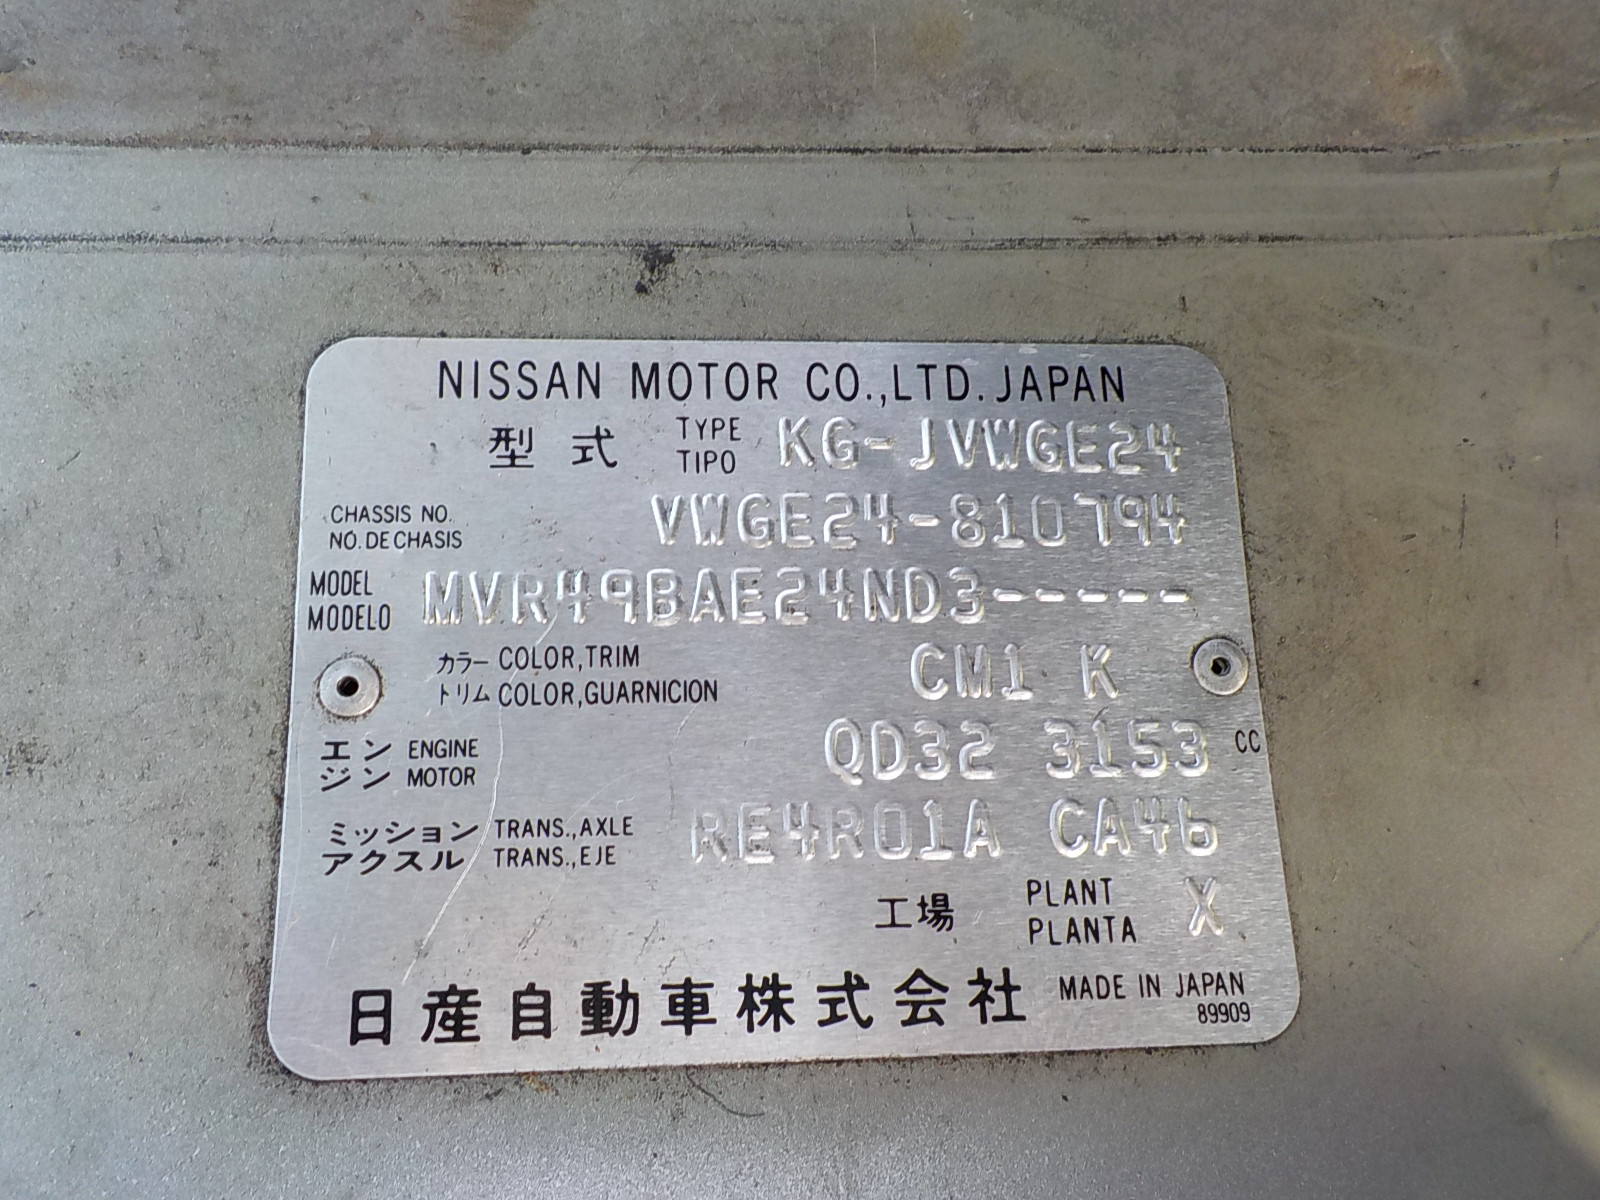 NISSAN MOTOR CO.,LTD. JAPAN
型式 TYPE TIPO KG-JVWGE24
CHASSIS NO. NO. DE CHASIS VWGE24-810794
MODEL MODELO MVR49BAE24ND3-----
カラー COLOR,TRIM CM1 K
トリム COLOR,GUARNICION
エンジン ENGINE MOTOR QD32 3153 CC
ミッション TRANS.,AXLE RE4R01A CA46
アクスル TRANS.,EJE
工場 PLANT PLANTA X
日産自動車株式会社 MADE IN JAPAN
89909